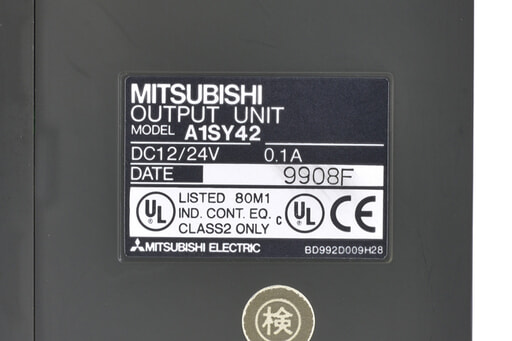 MITSUBISHI
OUTPUT UNIT
MODEL A1SY42
DC12/24V 0.1A
DATE 9908F
UL LISTED 80M1 c UL CE
IND. CONT. EQ.
CLASS2 ONLY
MITSUBISHI ELECTRIC BD992D009H28
検